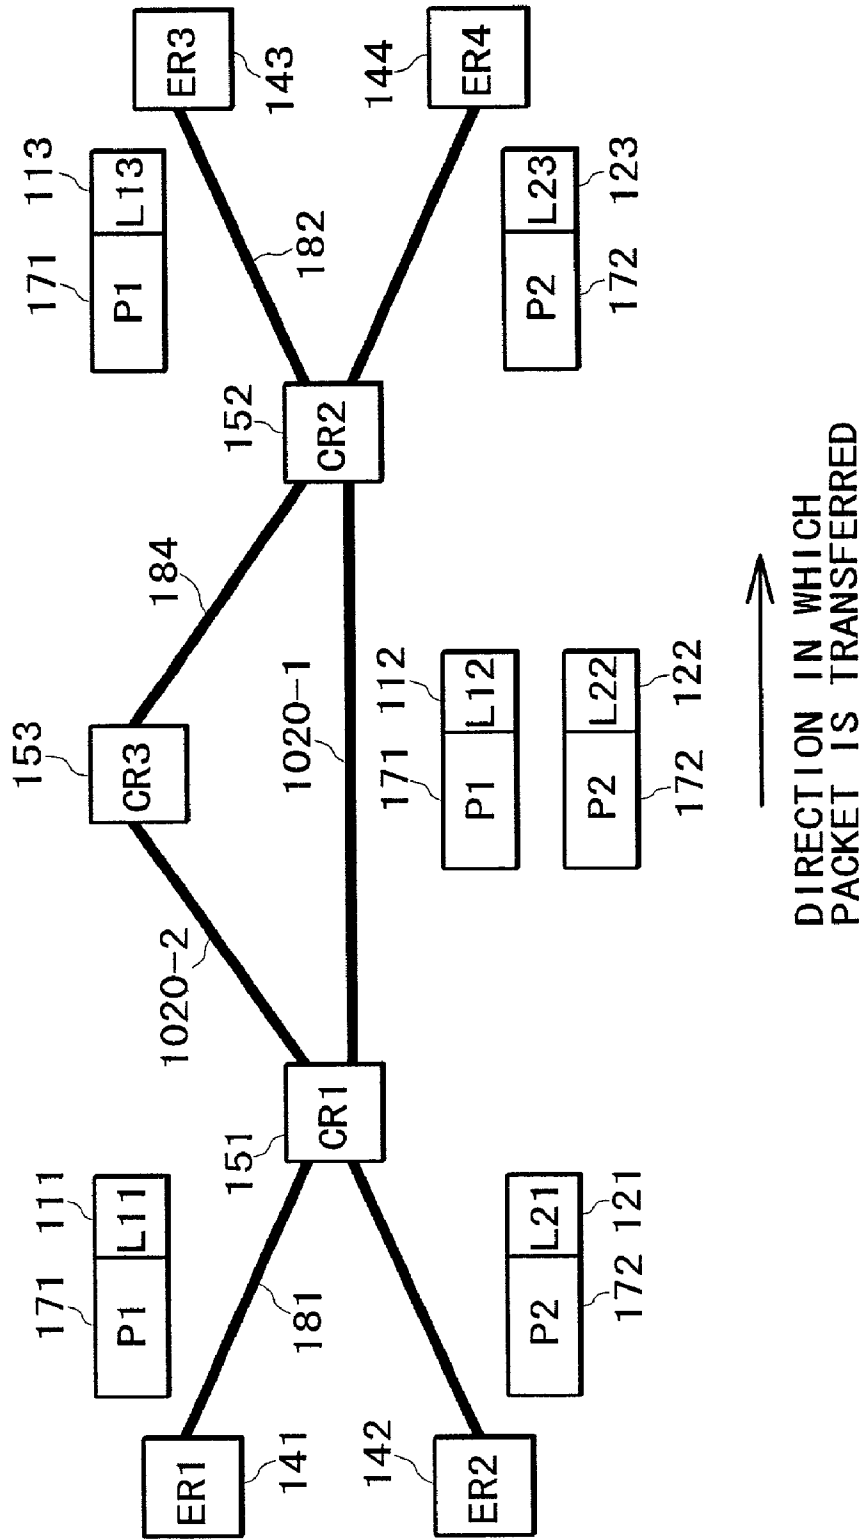 171
111
P1
L11
ER1
141
181
ER2
142
P2
L21
172
121
151
CR1
1020-2
153
CR3
184
1020-1
171
112
P1
L12
P2
L22
172
122
152
CR2
171
113
P1
L13
182
ER3
143
144
ER4
P2
L23
172
123
DIRECTION IN WHICH
PACKET IS TRANSFERRED